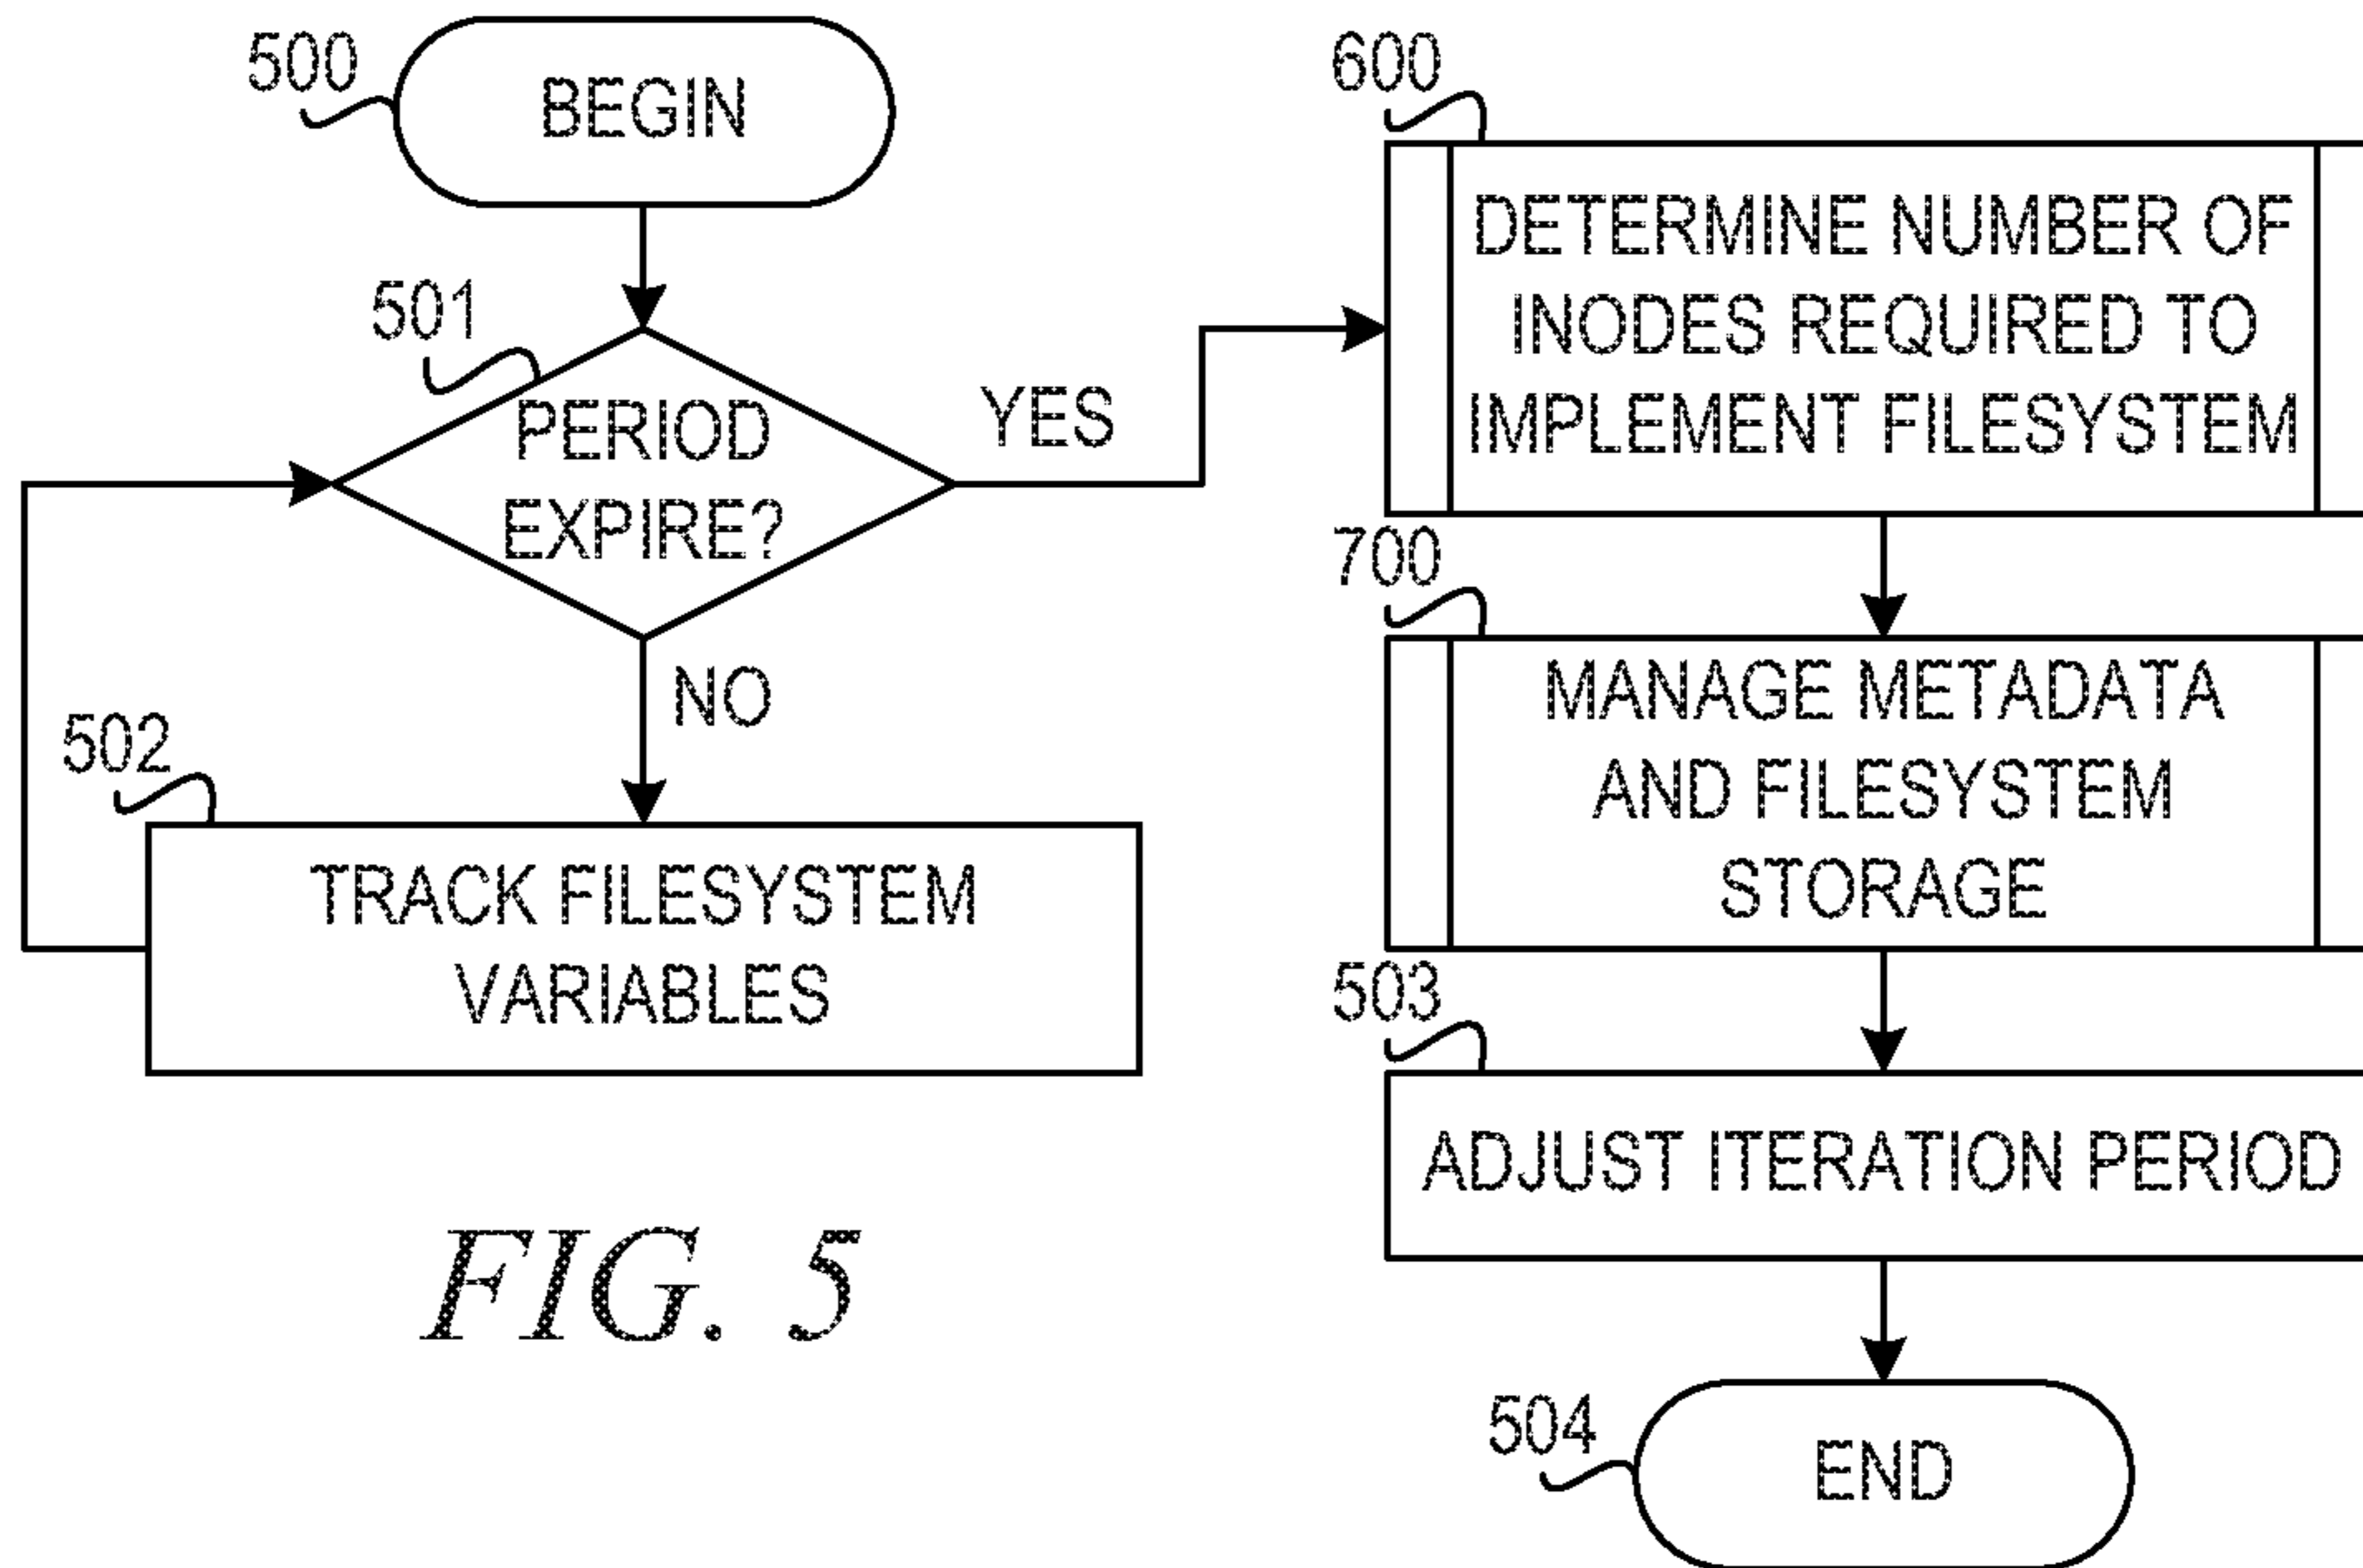 500
BEGIN
501
PERIOD
EXPIRE?
YES
NO
502
TRACK FILESYSTEM
VARIABLES
600
DETERMINE NUMBER OF
INODES REQUIRED TO
IMPLEMENT FILESYSTEM
700
MANAGE METADATA
AND FILESYSTEM
STORAGE
503
ADJUST ITERATION PERIOD
504
END
FIG. 5